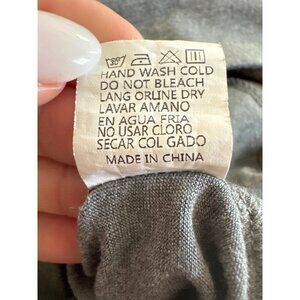 30°
HAND WASH COLD
DO NOT BLEACH
LANG ORLINE DRY
LAVAR AMANO
EN AGUA FRIA
NO USAR CLORO
SECAR COL GADO
MADE IN CHINA